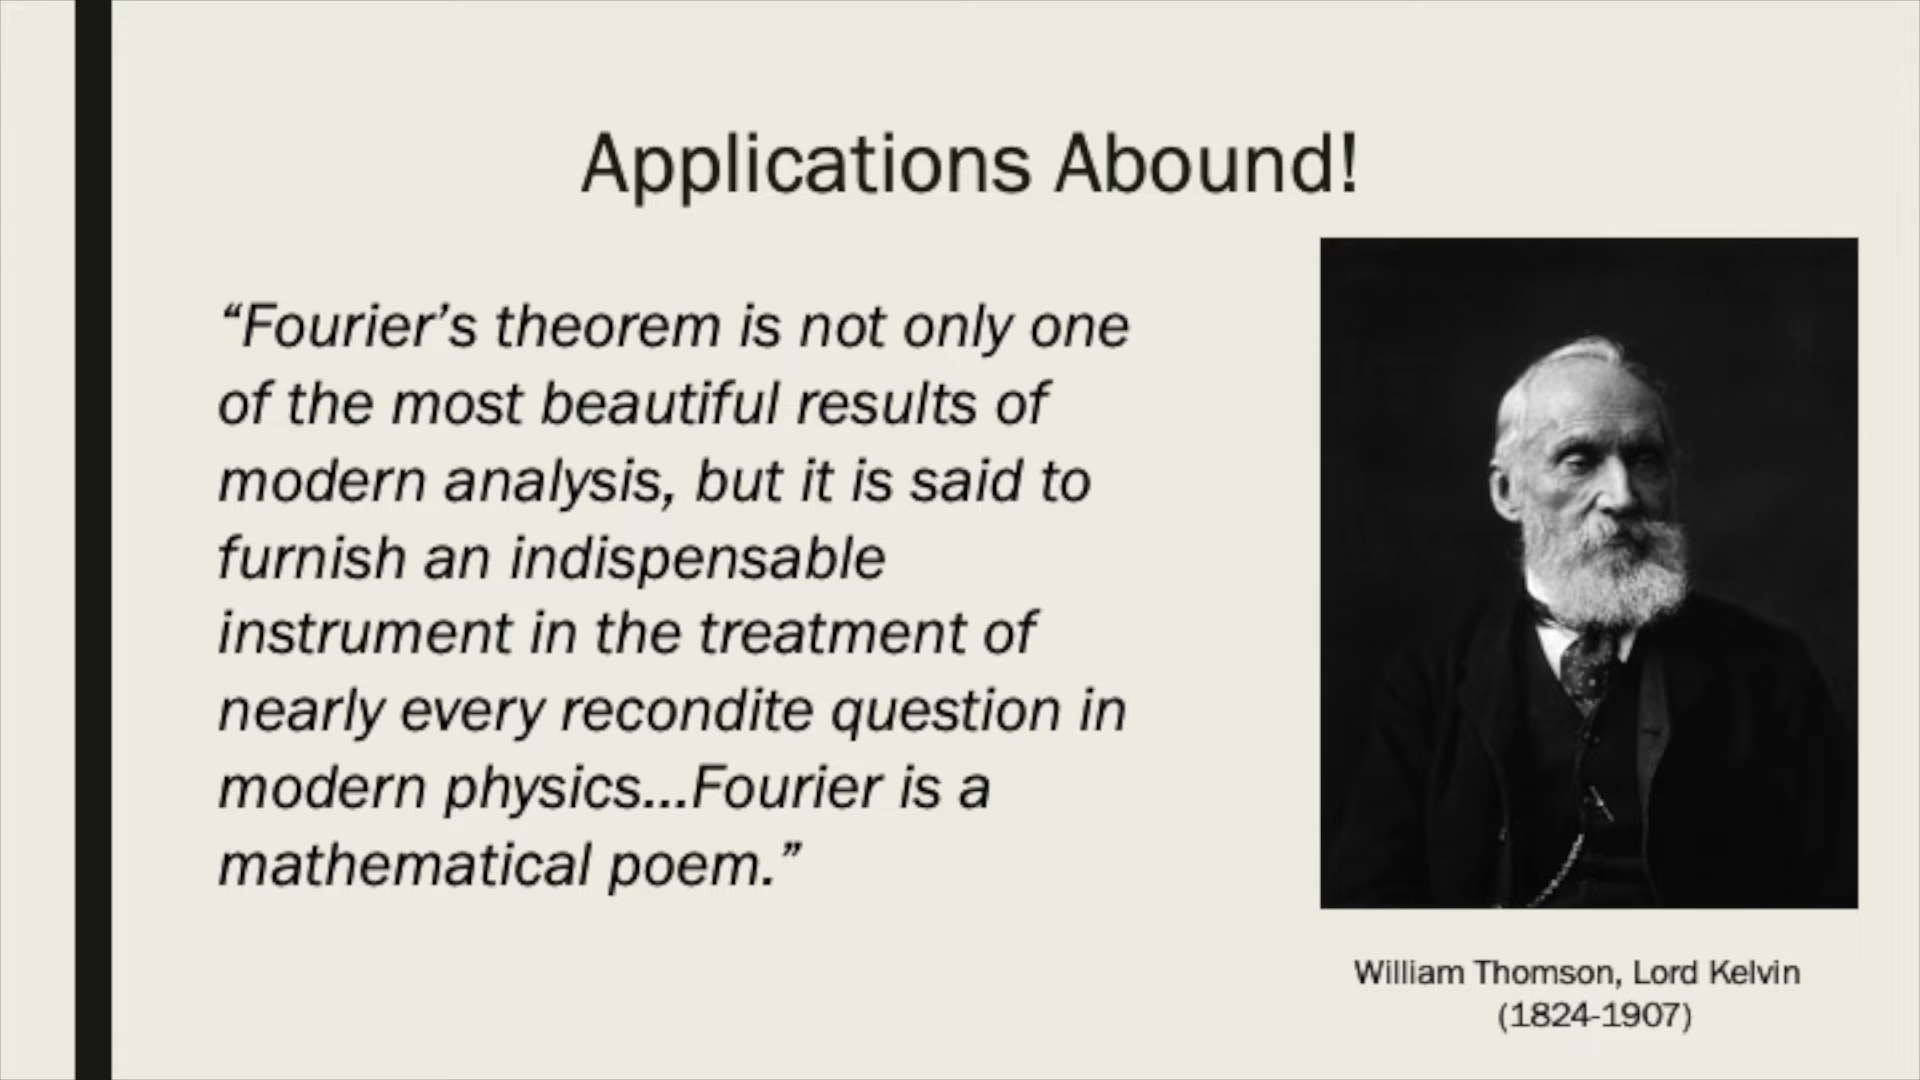 Applications Abound!
“Fourier’s theorem is not only one
of the most beautiful results of
modern analysis, but it is said to
furnish an indispensable
instrument in the treatment of
nearly every recondite question in
modern physics...Fourier is a
mathematical poem.”
William Thomson, Lord Kelvin
(1824-1907)